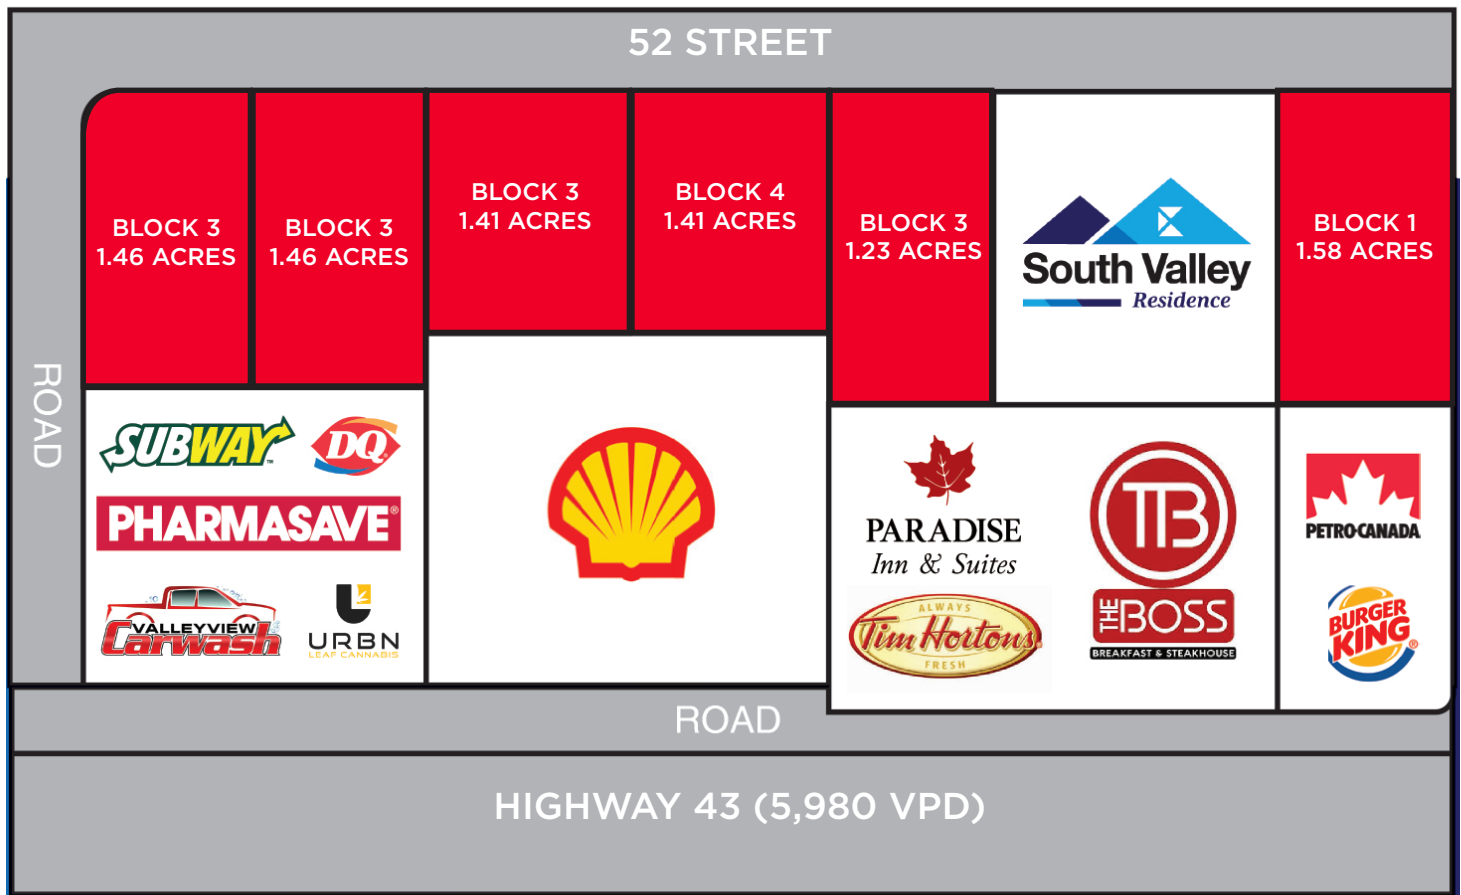 52 STREET
BLOCK 3
1.46 ACRES
BLOCK 3
1.46 ACRES
BLOCK 3
1.41 ACRES
BLOCK 4
1.41 ACRES
BLOCK 3
1.23 ACRES
South Valley
Residence
BLOCK 1
1.58 ACRES
ROAD
SUBWAY™
DQ®
PHARMASAVE®
VALLEYVIEW
Carwash
URBN
LEAF CANNABIS
PARADISE
Inn & Suites
ALWAYS
Tim Hortons®
FRESH
TB
THE BOSS
BREAKFAST & STEAKHOUSE
PETRO-CANADA
BURGER
KING®
ROAD
HIGHWAY 43 (5,980 VPD)